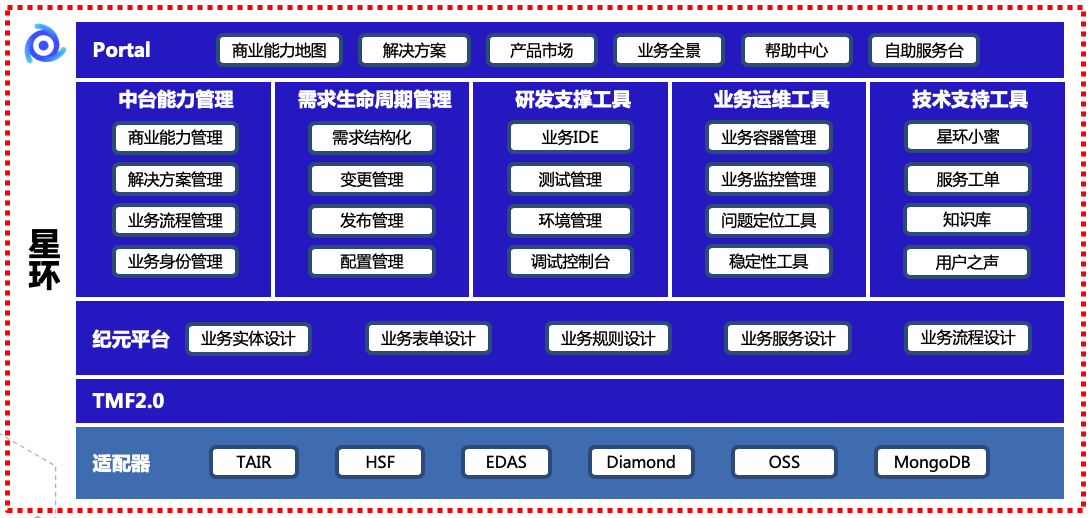 Portal
商业能力地图
解决方案
产品市场
业务全景
帮助中心
自助服务台
中台能力管理
商业能力管理
解决方案管理
业务流程管理
业务身份管理
需求生命周期管理
需求结构化
变更管理
发布管理
配置管理
研发支撑工具
业务IDE
测试管理
环境管理
调试控制台
业务运维工具
业务容器管理
业务监控管理
问题定位工具
稳定性工具
技术支持工具
星环小蜜
服务工单
知识库
用户之声
星环
纪元平台
业务实体设计
业务表单设计
业务规则设计
业务服务设计
业务流程设计
TMF2.0
适配器
TAIR
HSF
EDAS
Diamond
OSS
MongoDB